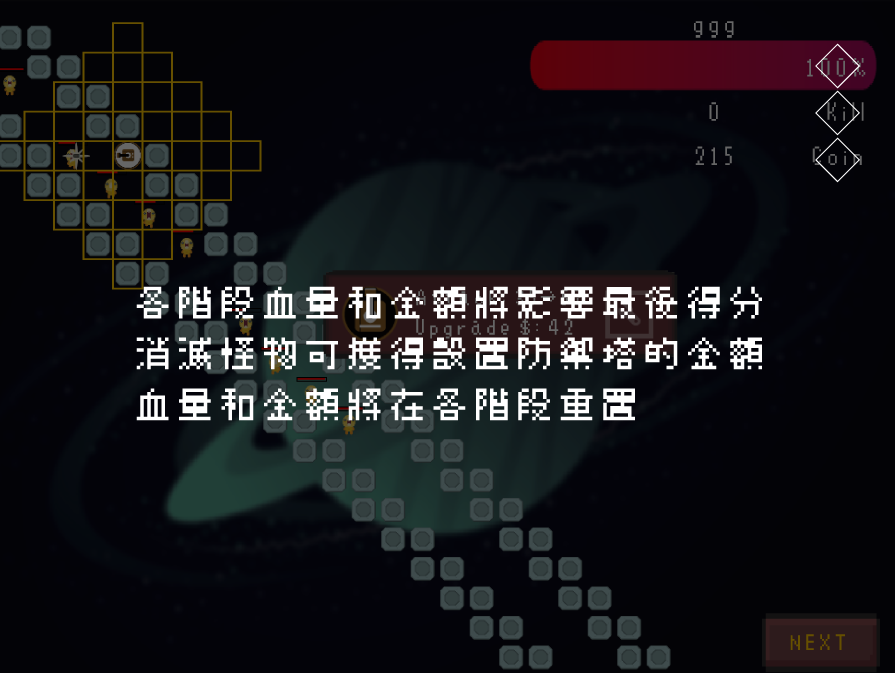 ggg
100%
0 Kill
215 Coin
各階段血量和金額將影響最後得分
Upgrade $: 42
消滅怪物可獲得設置防禦塔的金額
血量和金額將在各階段重置
NEXT